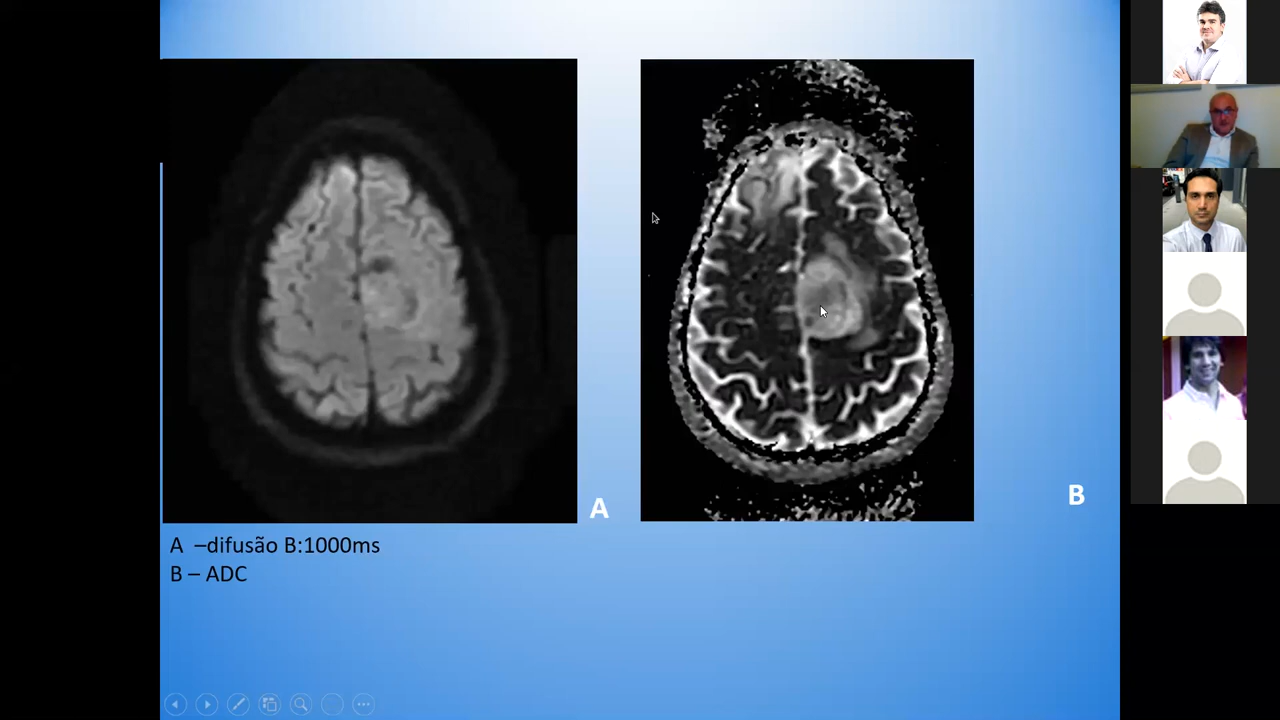 A
B
A –difusão B:1000ms
B – ADC